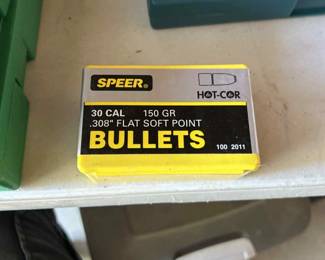 SPEER®
HOT-COR
30 CAL 150 GR
.308" FLAT SOFT POINT
BULLETS
100 2011